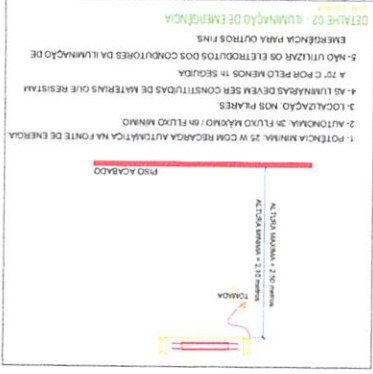 TOMADA
ALTURA MÁXIMA = 2.50 metros
ALTURA MÍNIMA = 2.10 metros
PISO ACABADO
1- POTÊNCIA MINIMA: 25 W COM RECARGA AUTOMÁTICA NA FONTE DE ENERGIA
2- AUTONOMIA: 3h FLUXO MÁXIMO / 6h FLUXO MÍNIMO
3- LOCALIZAÇÃO: NOS PILARES.
4- AS LUMINÁRIAS DEVEM SER CONSTITUÍDAS DE MATERIAIS QUE RESISTAM
A 70°. C POR PELO MENOS 1h SEGUIDA
5- NÃO UTILIZAR OS ELETRODUTOS DOS CONDUTORES DA ILUMINAÇÃO DE
EMERGÊNCIA PARA OUTROS FINS
DETALHE 02 - ILUMINAÇÃO DE EMERGÊNCIA